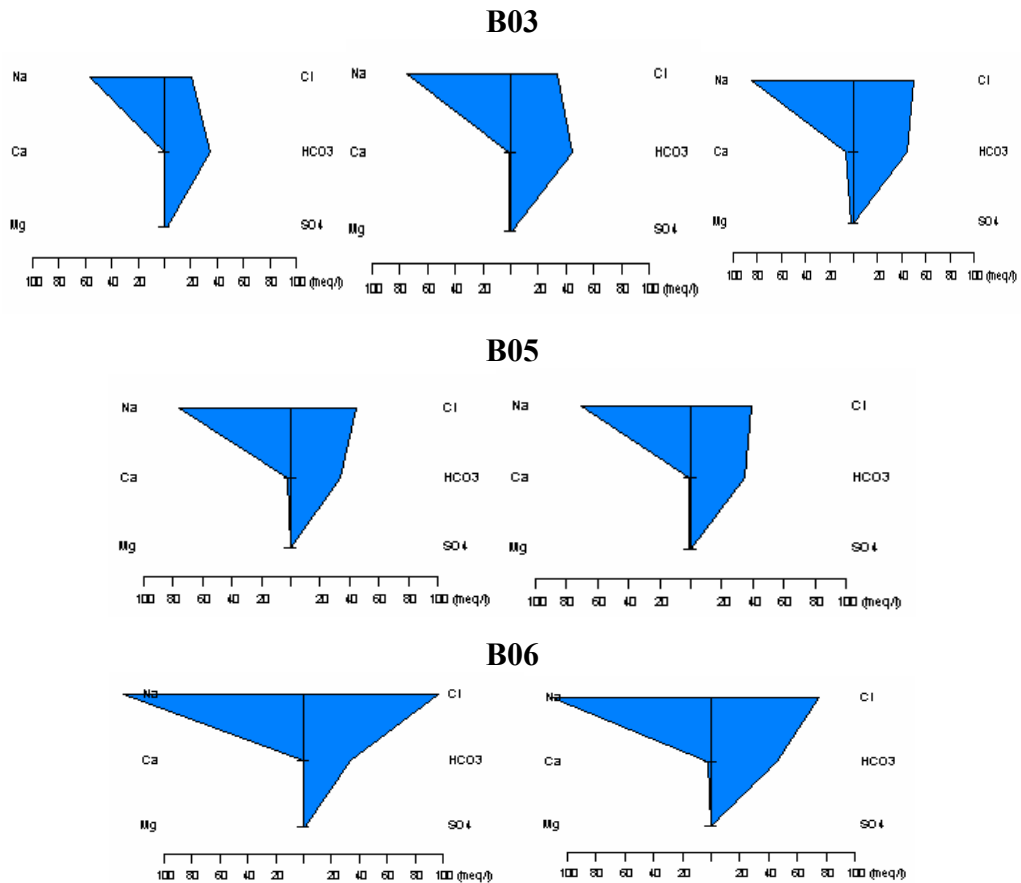 B03
Na Cl Na Cl Na Cl
Ca HCO3 Ca HCO3 Ca HCO3
Mg SO4 Mg SO4 Mg SO4
100 80 60 40 20 20 40 60 80 100 (meq/l) 100 80 60 40 20 20 40 60 80 100 (meq/l) 100 80 60 40 20 20 40 60 80 100 (meq/l)
B05
Na Cl Na Cl
Ca HCO3 Ca HCO3
Mg SO4 Mg SO4
100 80 60 40 20 20 40 60 80 100 (meq/l) 100 80 60 40 20 20 40 60 80 100 (meq/l)
B06
Na Cl Na Cl
Ca HCO3 Ca HCO3
Mg SO4 Mg SO4
100 80 60 40 20 20 40 60 80 100 (meq/l) 100 80 60 40 20 20 40 60 80 100 (meq/l)